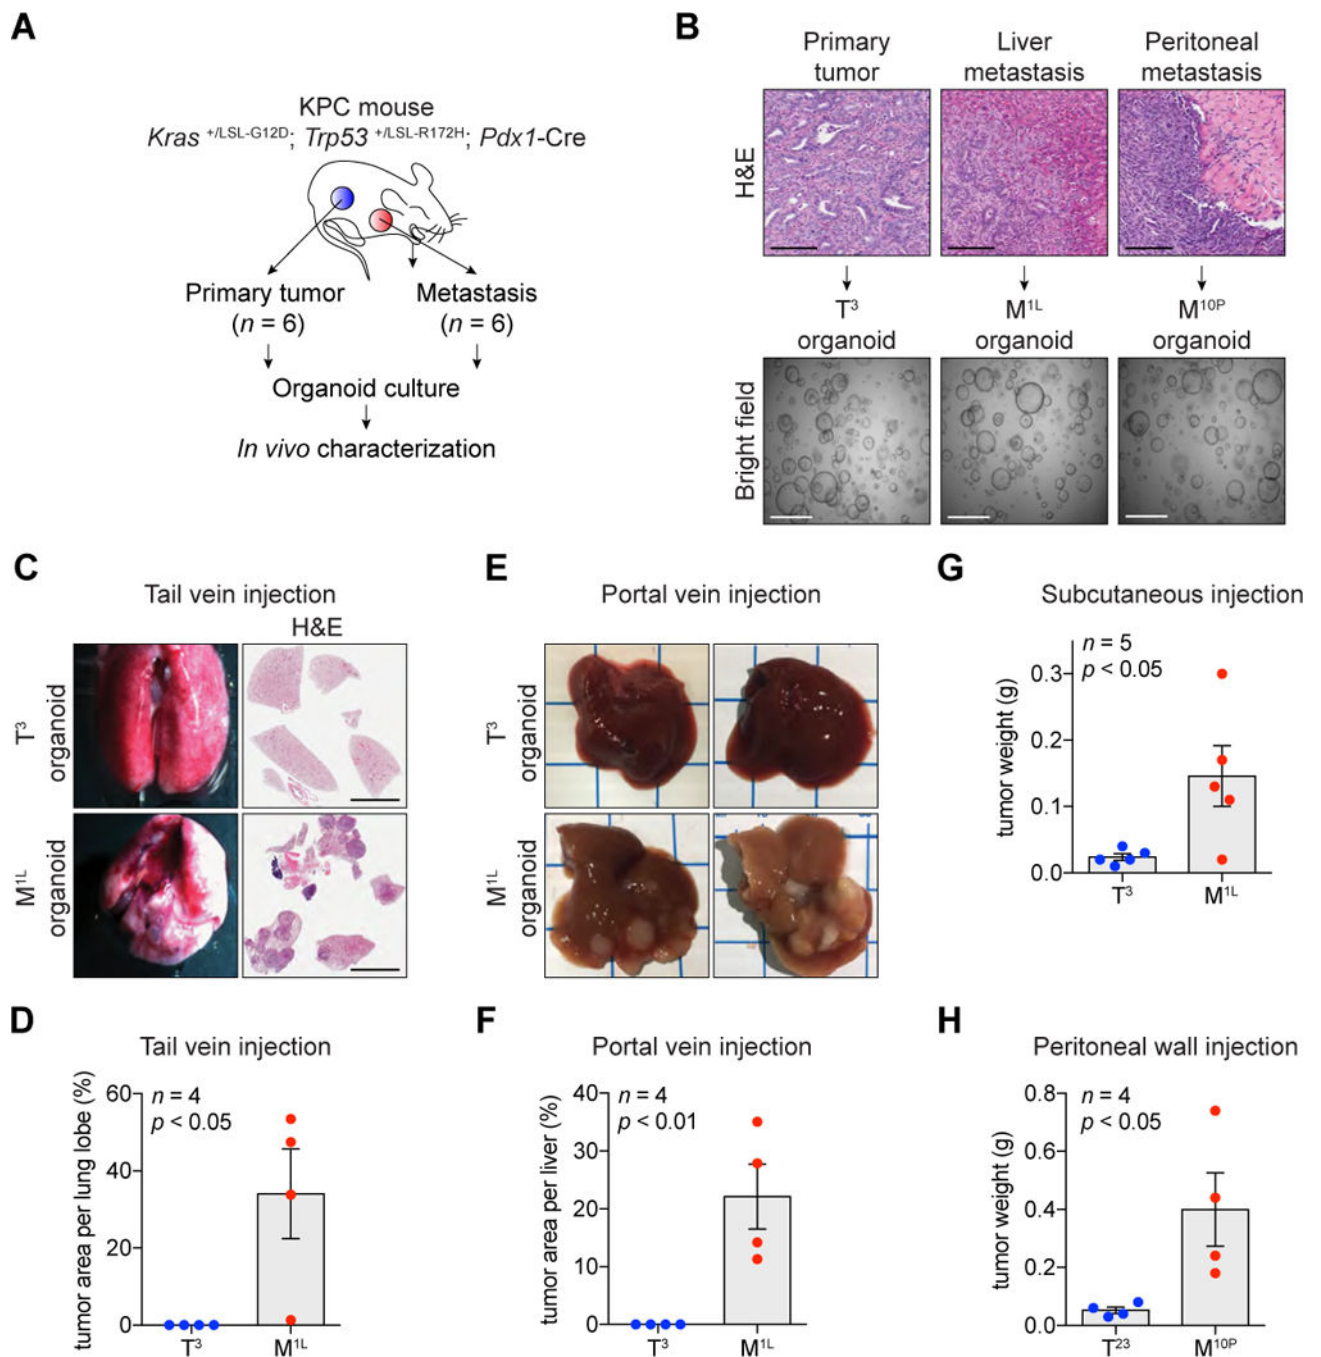 A
KPC mouse
Kras +/LSL-G12D; Trp53 +/LSL-R172H; Pdx1-Cre
Primary tumor
(n = 6)
Metastasis
(n = 6)
Organoid culture
In vivo characterization
B
Primary
tumor
Liver
metastasis
Peritoneal
metastasis
H&E
T3
organoid
M1L
organoid
M10P
organoid
Bright field
C
Tail vein injection
H&E
T3
organoid
M1L
organoid
E
Portal vein injection
T3
organoid
M1L
organoid
G
Subcutaneous injection
n = 5
p < 0.05
tumor weight (g)
0.3
0.2
0.1
0.0
T3
M1L
D
Tail vein injection
n = 4
p < 0.05
tumor area per lung lobe (%)
60
40
20
0
T3
M1L
F
Portal vein injection
n = 4
p < 0.01
tumor area per liver (%)
40
30
20
10
0
T3
M1L
H
Peritoneal wall injection
n = 4
p < 0.05
tumor weight (g)
0.8
0.6
0.4
0.2
0.0
T23
M10P